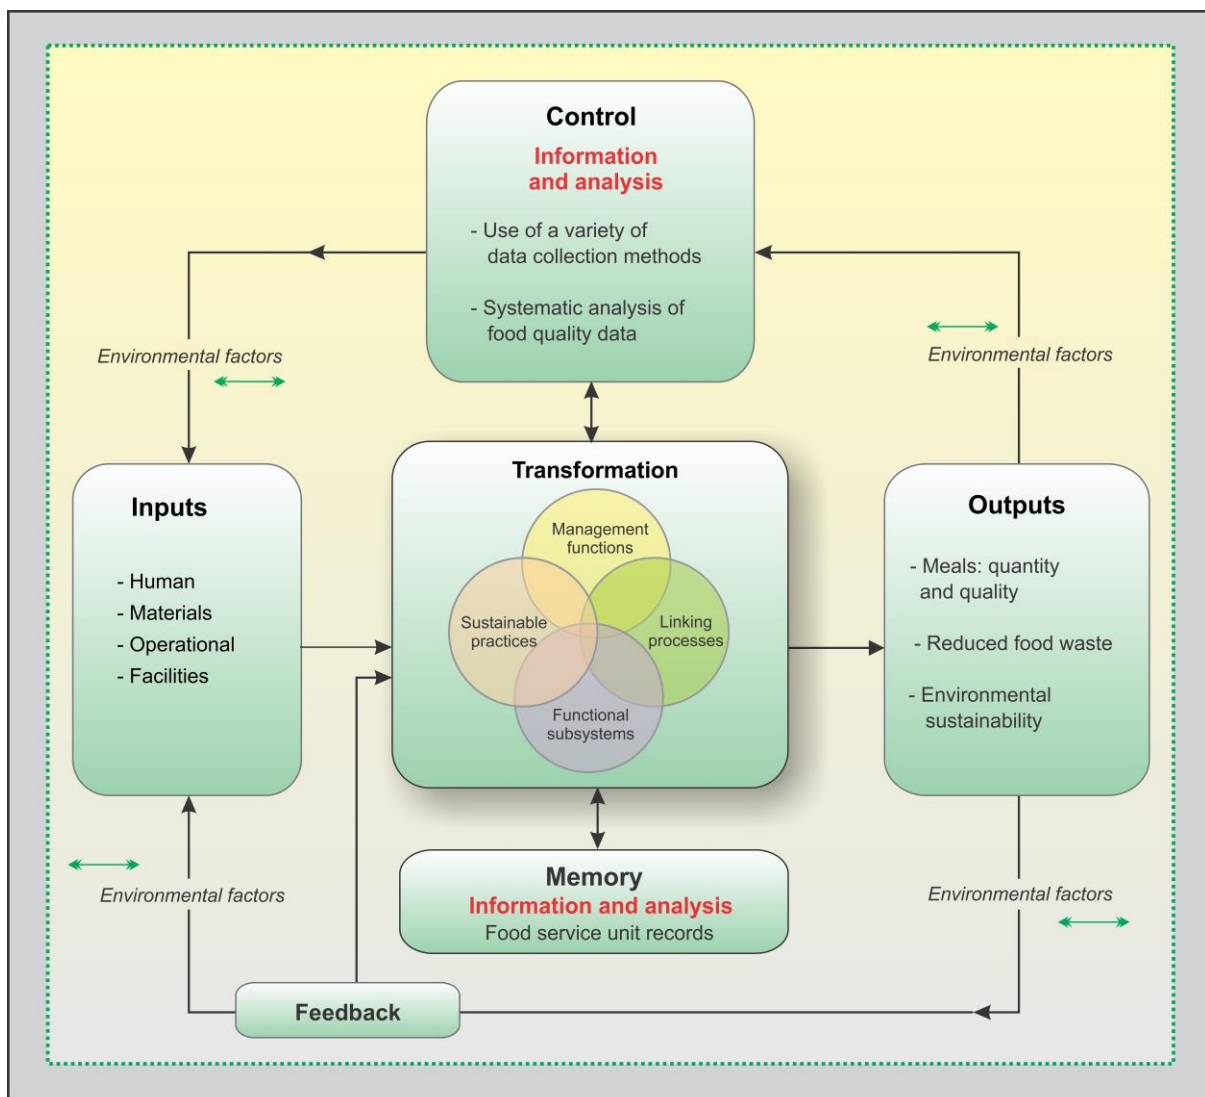 Control
Information
and analysis
- Use of a variety of
data collection methods
- Systematic analysis of
food quality data
Environmental factors
Environmental factors
Inputs
- Human
- Materials
- Operational
- Facilities
Transformation
Management
functions
Sustainable
practices
Linking
processes
Functional
subsystems
Outputs
- Meals: quantity
and quality
- Reduced food waste
- Environmental
sustainability
Memory
Information and analysis
Food service unit records
Environmental factors
Environmental factors
Feedback